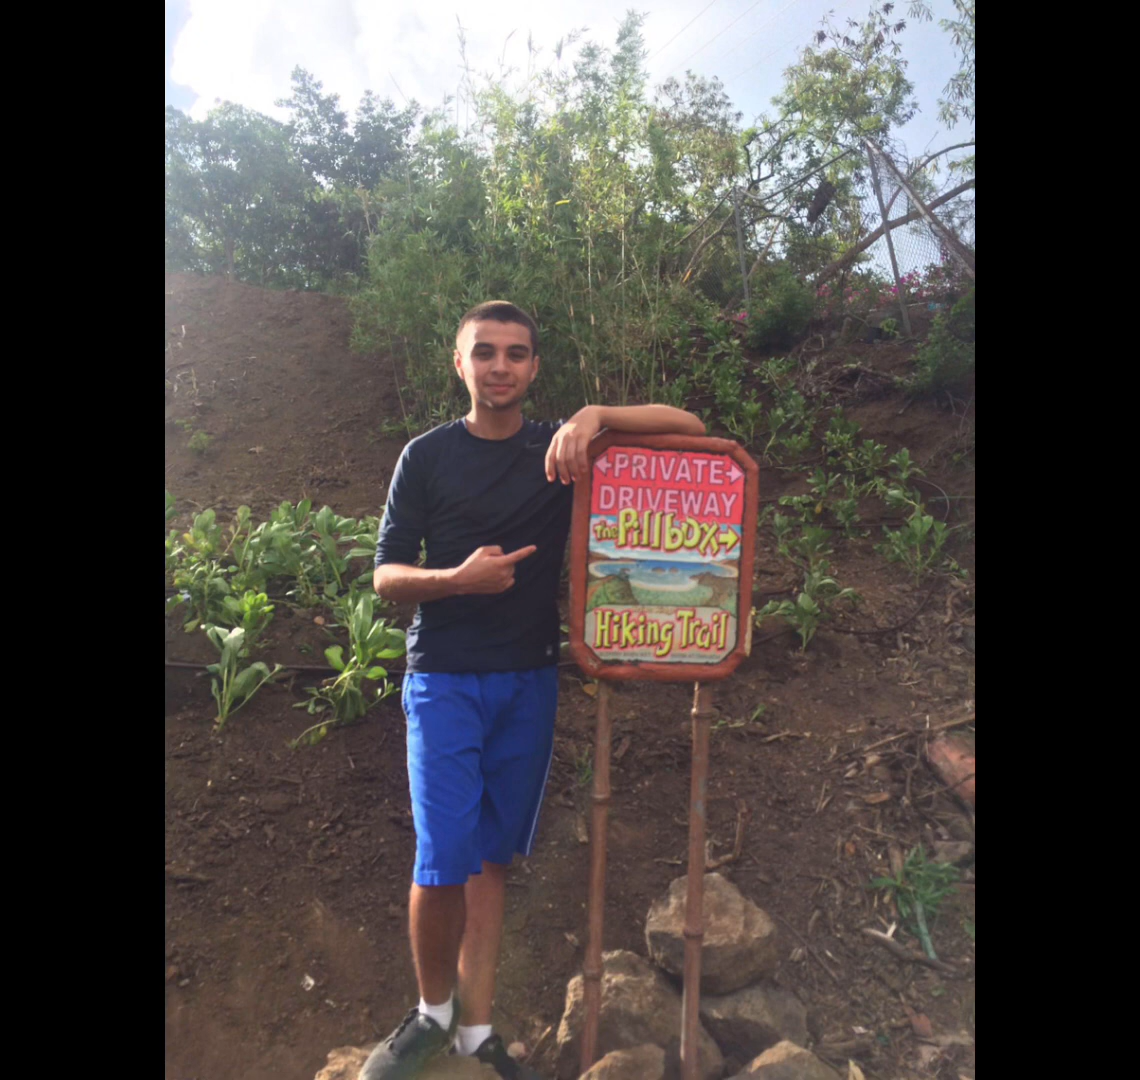 ←PRIVATE→
DRIVEWAY
The Pillbox→
Hiking Trail